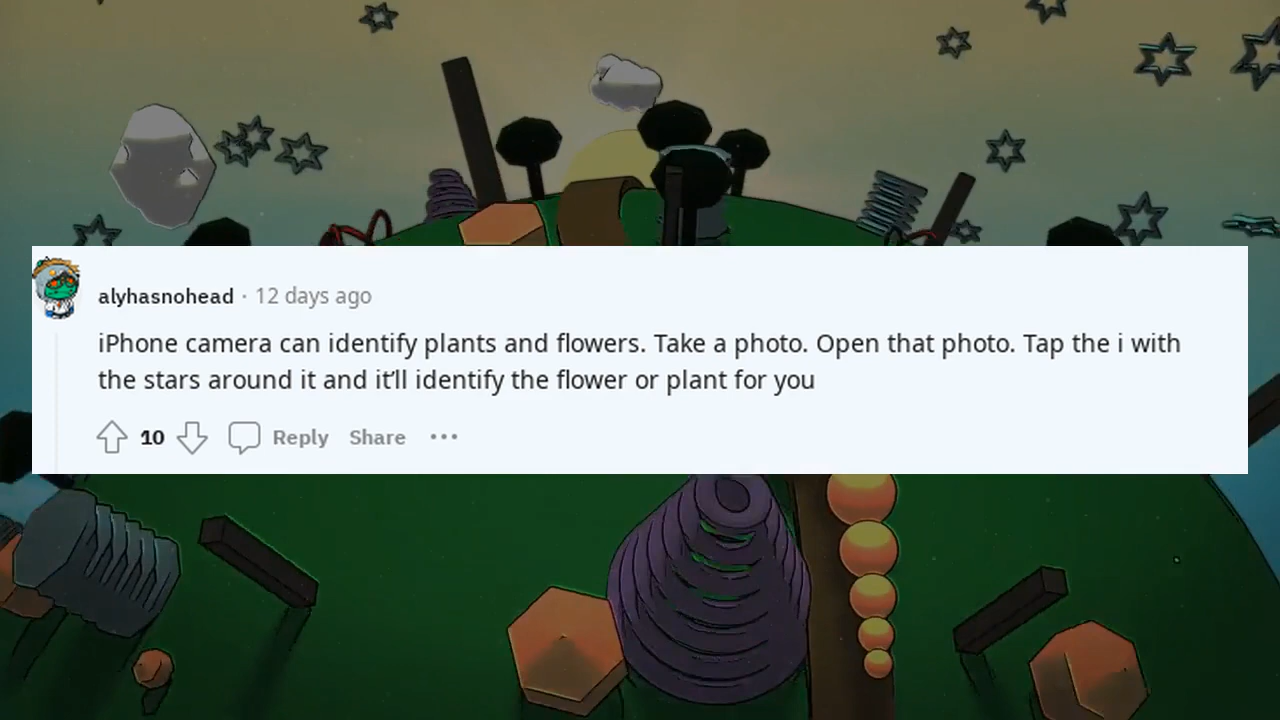 alyhasnohead · 12 days ago
iPhone camera can identify plants and flowers. Take a photo. Open that photo. Tap the i with
the stars around it and it'll identify the flower or plant for you
10 Reply Share •••